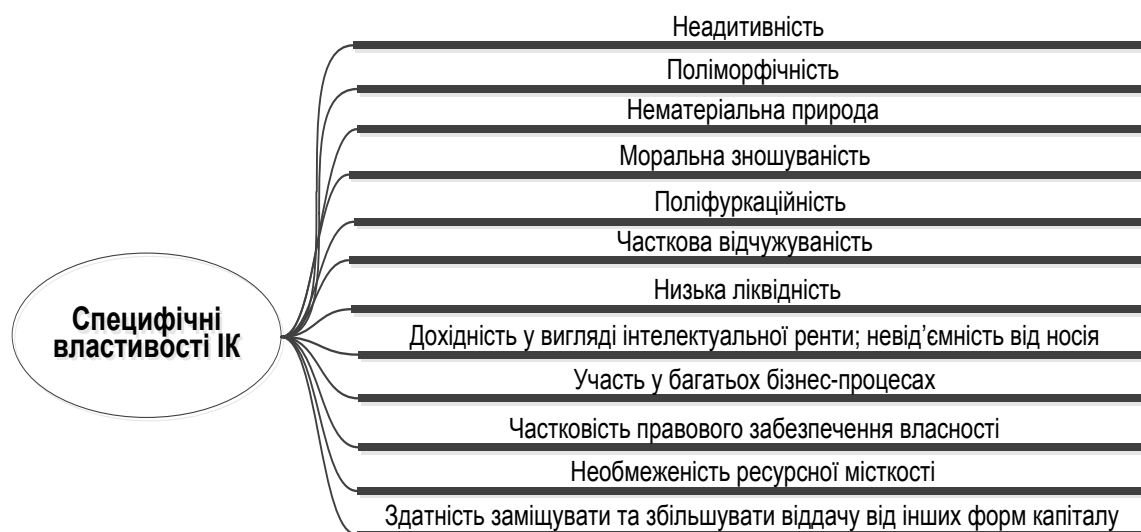 Неадитивність
Поліморфічність
Нематеріальна природа
Моральна зношуваність
Поліфуркаційність
Часткова відчужуваність
Низька ліквідність
Специфічні
властивості ІК
Дохідність у вигляді інтелектуальної ренти; невід’ємність від носія
Участь у багатьох бізнес-процесах
Частковість правового забезпечення власності
Необмеженість ресурсної місткості
Здатність заміщувати та збільшувати віддачу від інших форм капіталу